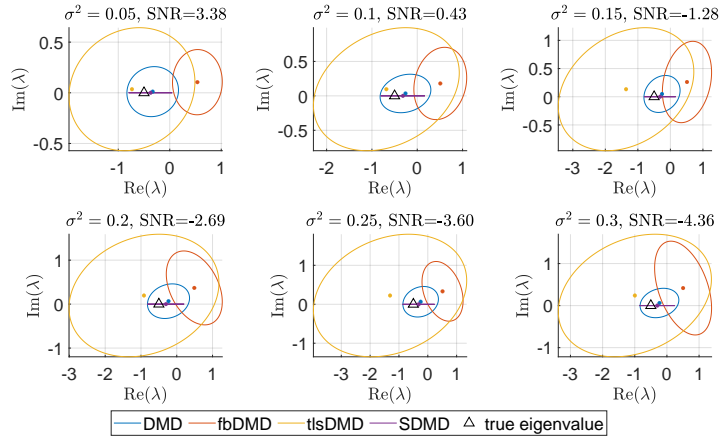 σ² = 0.05, SNR=3.38 σ² = 0.1, SNR=0.43 σ² = 0.15, SNR=-1.28
0.5 0.5 1
0 0 0.5
-0.5 -0.5 0
-0.5
Im(λ) Im(λ) Im(λ)
-1 0 1 -2 -1 0 1 -3 -2 -1 0 1
Re(λ) Re(λ) Re(λ)
σ² = 0.2, SNR=-2.69 σ² = 0.25, SNR=-3.60 σ² = 0.3, SNR=-4.36
1 1 1
0 0 0
-1 -1 -1
Im(λ) Im(λ) Im(λ)
-3 -2 -1 0 1 -3 -2 -1 0 1 -3 -2 -1 0 1
Re(λ) Re(λ) Re(λ)
DMD fbDMD tlsDMD SDMD true eigenvalue